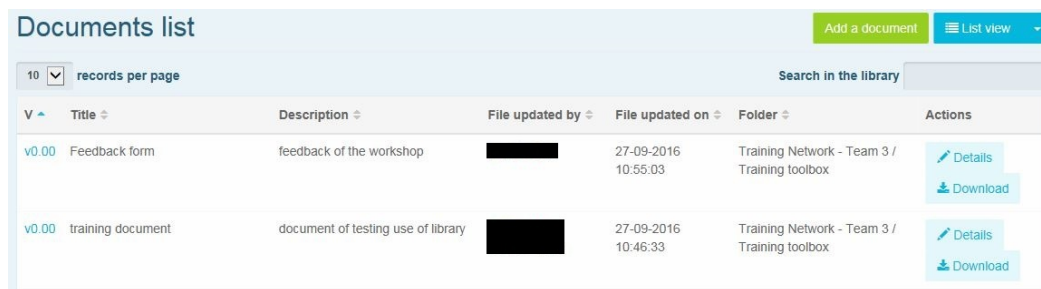 Documents list
Add a document
List view
10 records per page
Search in the library
V Title Description File updated by File updated on Folder Actions
v0.00 Feedback form feedback of the workshop 27-09-2016 Training Network - Team 3 / Details
10:55:03 Training toolbox
Download
v0.00 training document document of testing use of library 27-09-2016 Training Network - Team 3 / Details
10:46:33 Training toolbox
Download